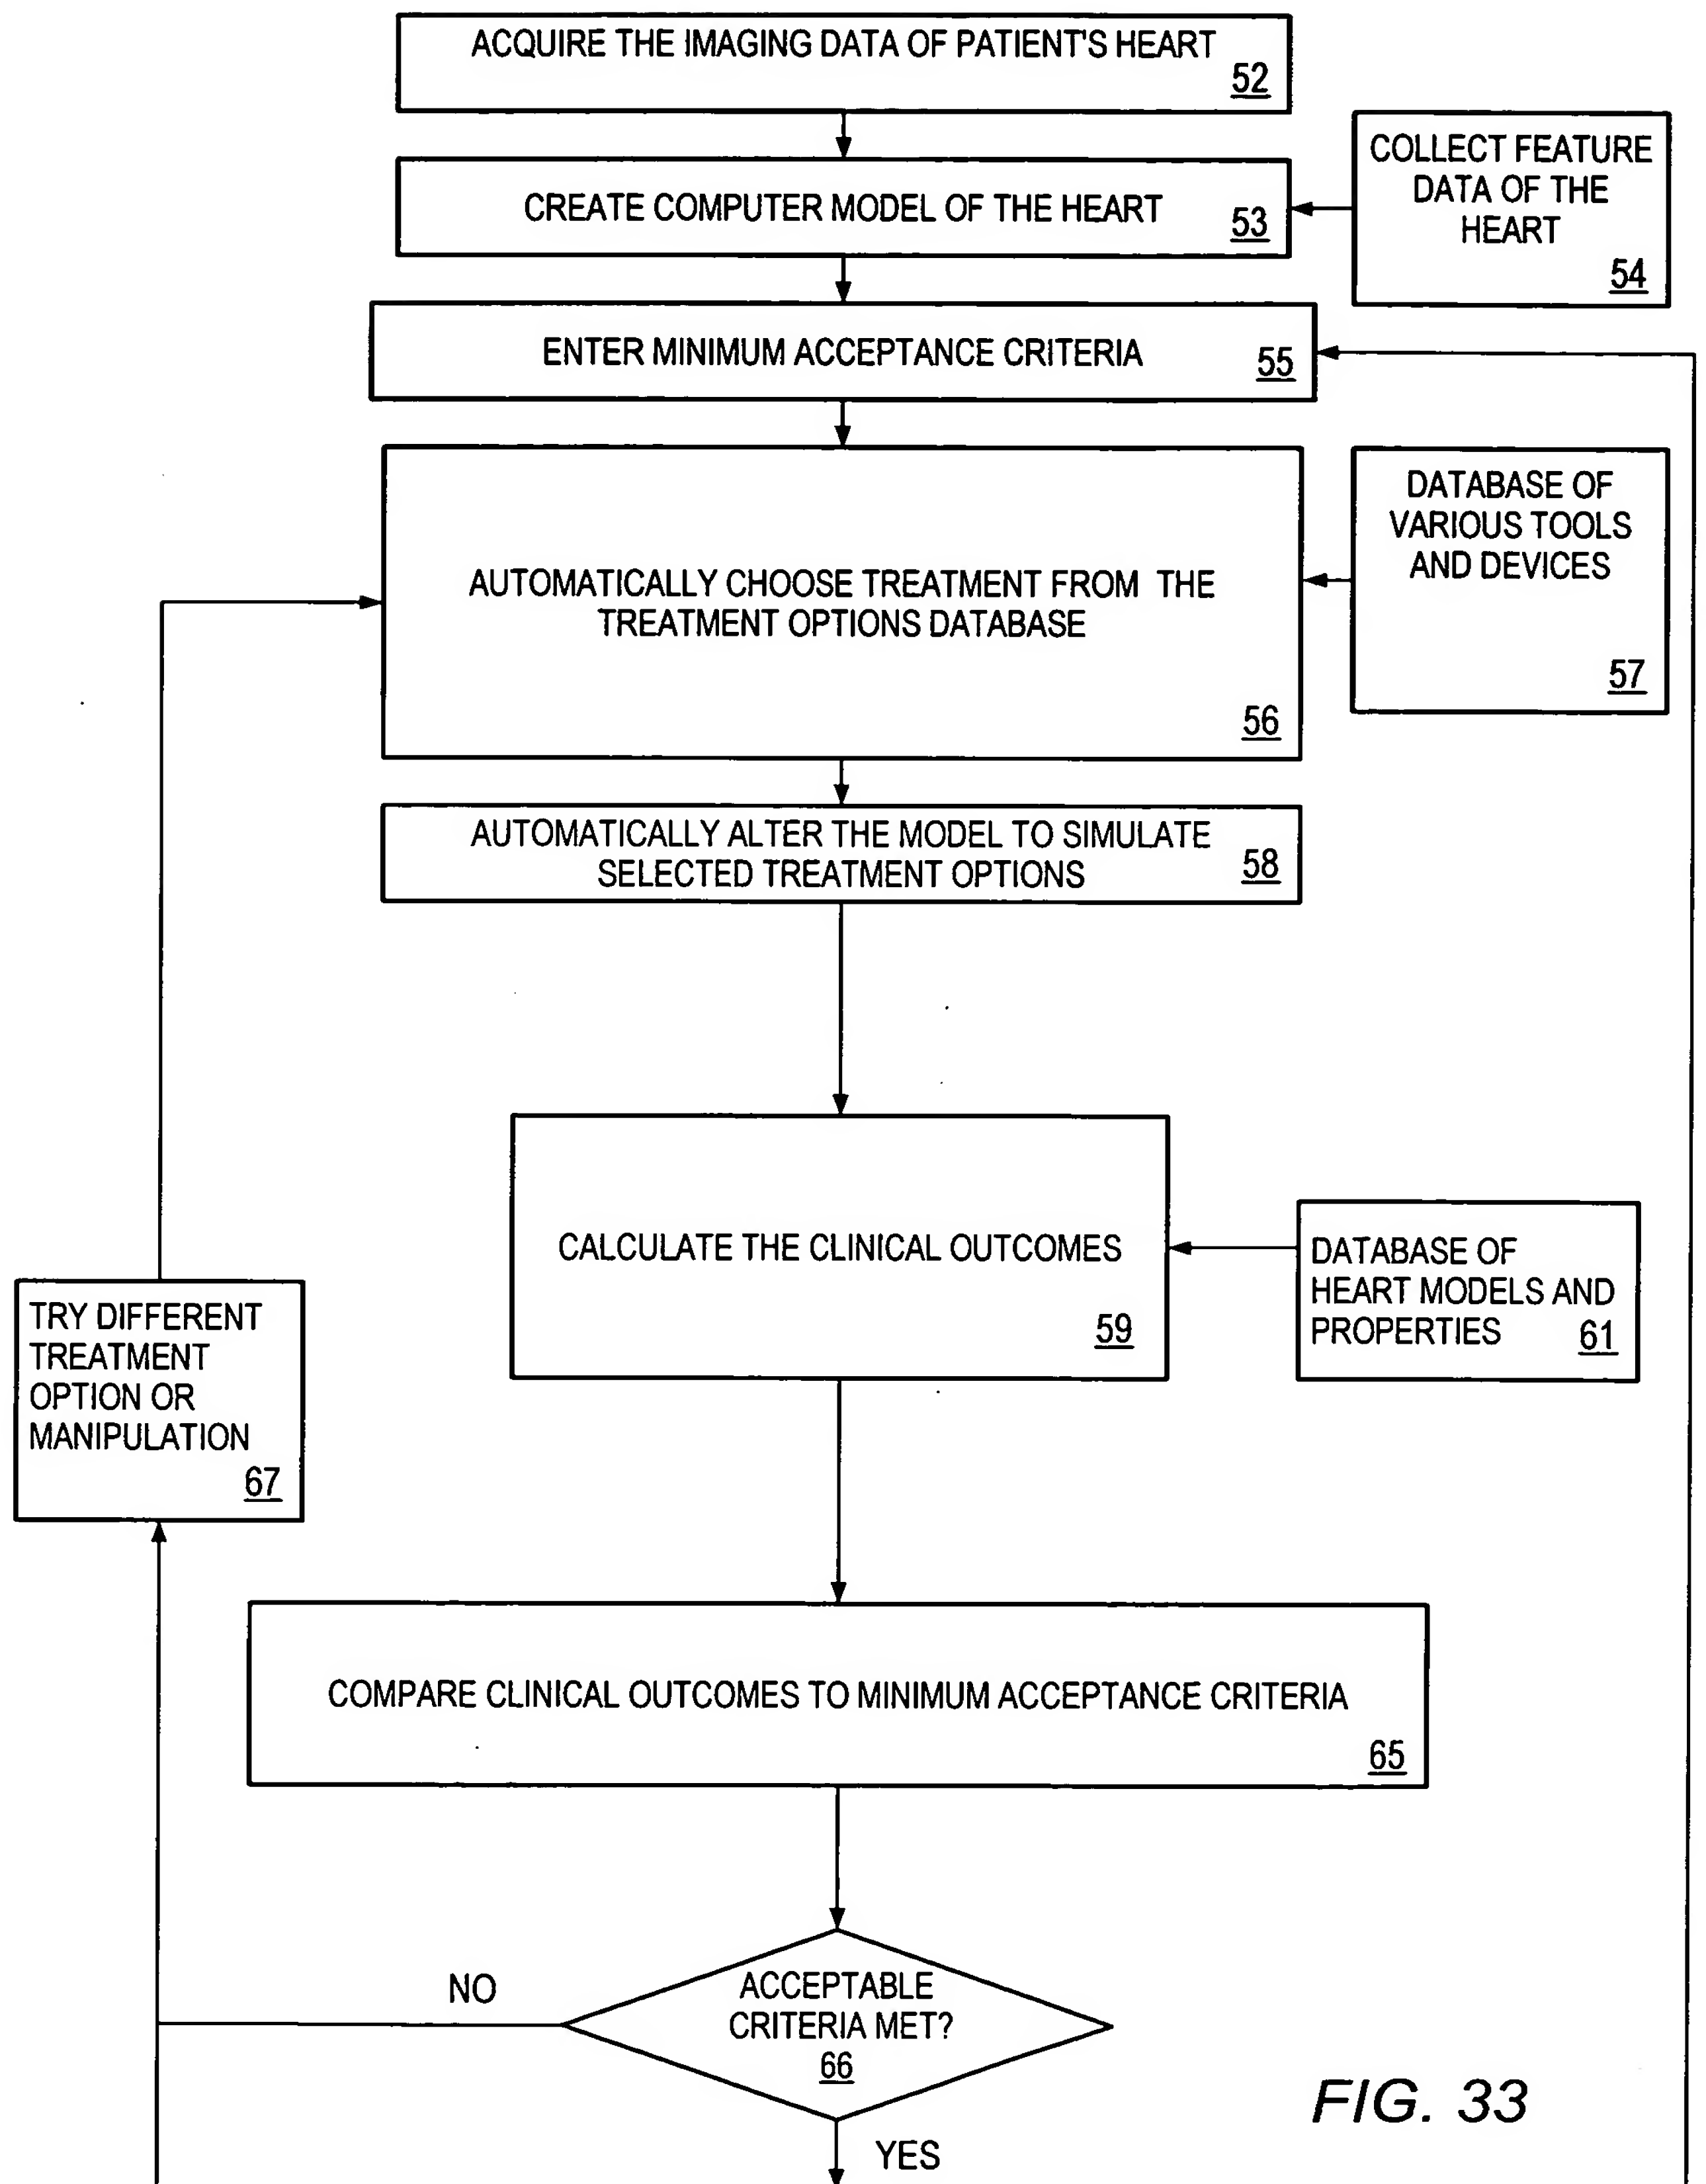 ACQUIRE THE IMAGING DATA OF PATIENT'S HEART
52
CREATE COMPUTER MODEL OF THE HEART
53
COLLECT FEATURE
DATA OF THE
HEART
54
ENTER MINIMUM ACCEPTANCE CRITERIA
55
AUTOMATICALLY CHOOSE TREATMENT FROM THE
TREATMENT OPTIONS DATABASE
56
DATABASE OF
VARIOUS TOOLS
AND DEVICES
57
AUTOMATICALLY ALTER THE MODEL TO SIMULATE
SELECTED TREATMENT OPTIONS
58
CALCULATE THE CLINICAL OUTCOMES
59
DATABASE OF
HEART MODELS AND
PROPERTIES 61
TRY DIFFERENT
TREATMENT
OPTION OR
MANIPULATION
67
COMPARE CLINICAL OUTCOMES TO MINIMUM ACCEPTANCE CRITERIA
65
NO
ACCEPTABLE
CRITERIA MET?
66
YES
FIG. 33